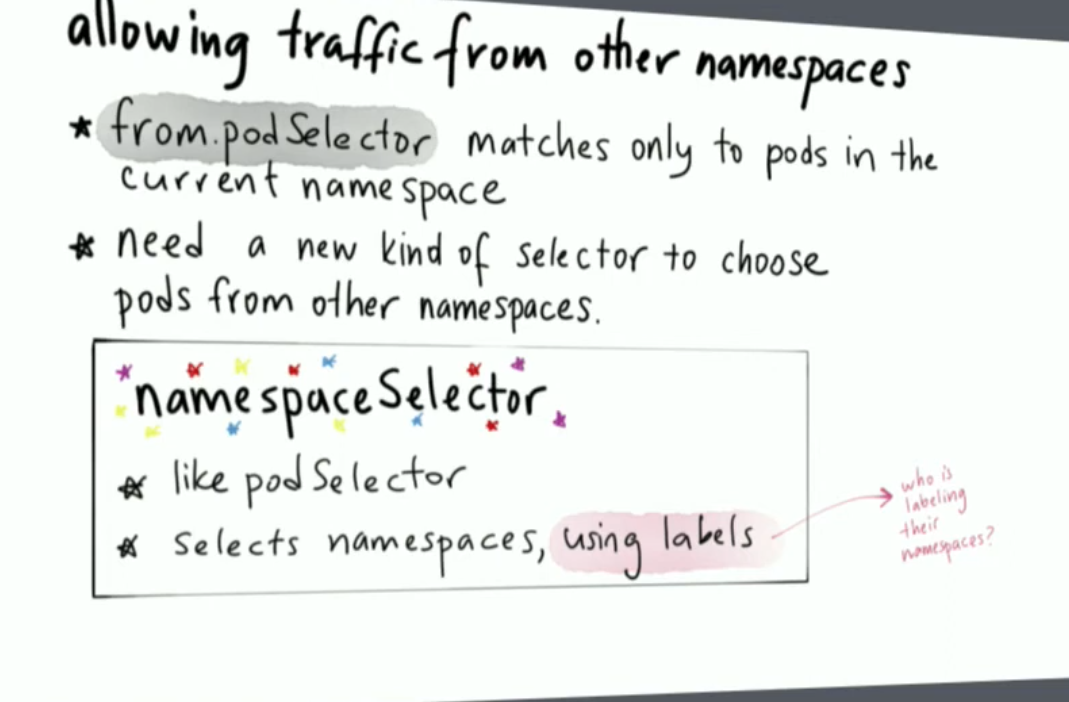 allowing traffic from other namespaces
* from.podSelector matches only to pods in the
current namespace
* need a new kind of selector to choose
pods from other namespaces.
namespaceSelector
* like podSelector
* selects namespaces, using labels
who is
labeling
their
namespaces?